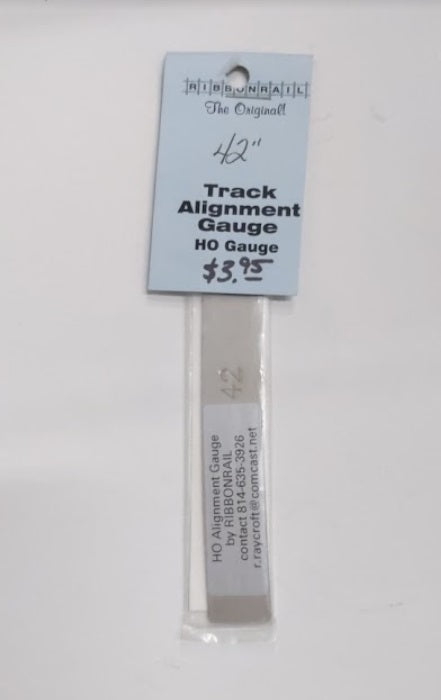 RIBBONRAIL
The Original!
42"
Track
Alignment
Gauge
HO Gauge
$3.95
42
HO Alignment Gauge
by RIBBONRAIL
contact 814-635-3926
r.raycroft@comcast.net